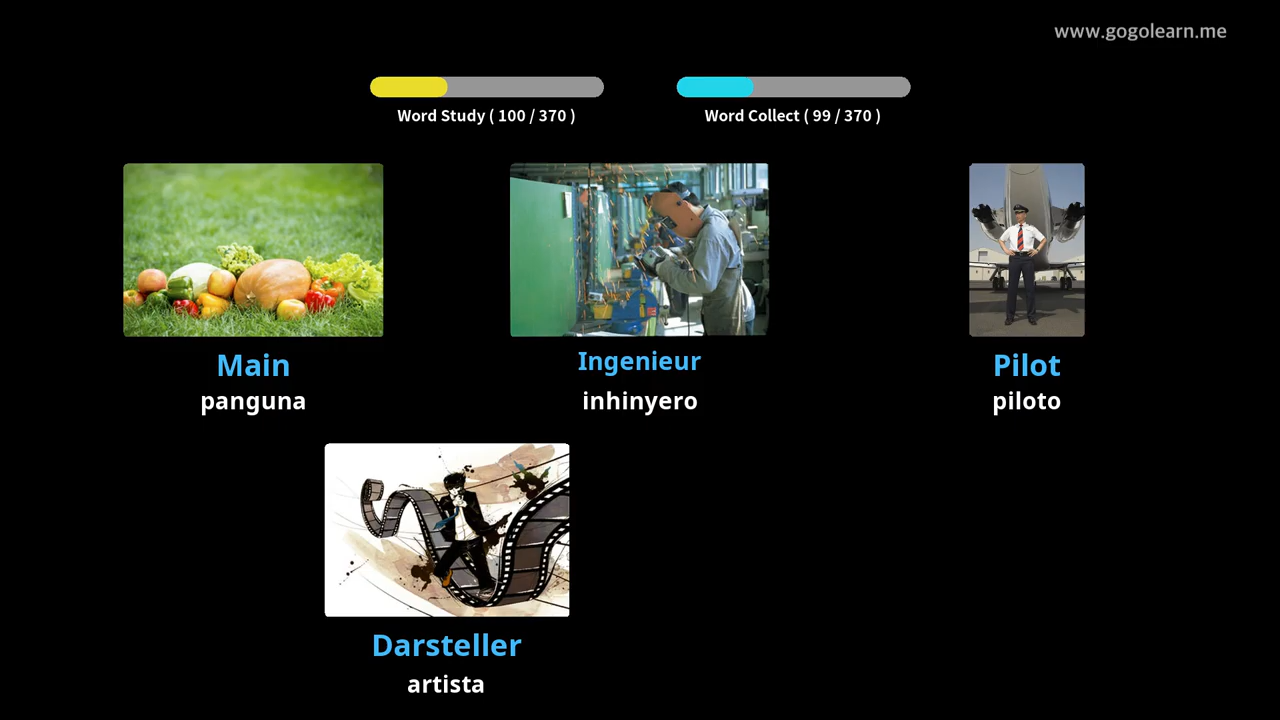 www.gogolearn.me
Word Study ( 100 / 370 )
Word Collect ( 99 / 370 )
Main
panguna
Ingenieur
inhinyero
Pilot
piloto
Darsteller
artista